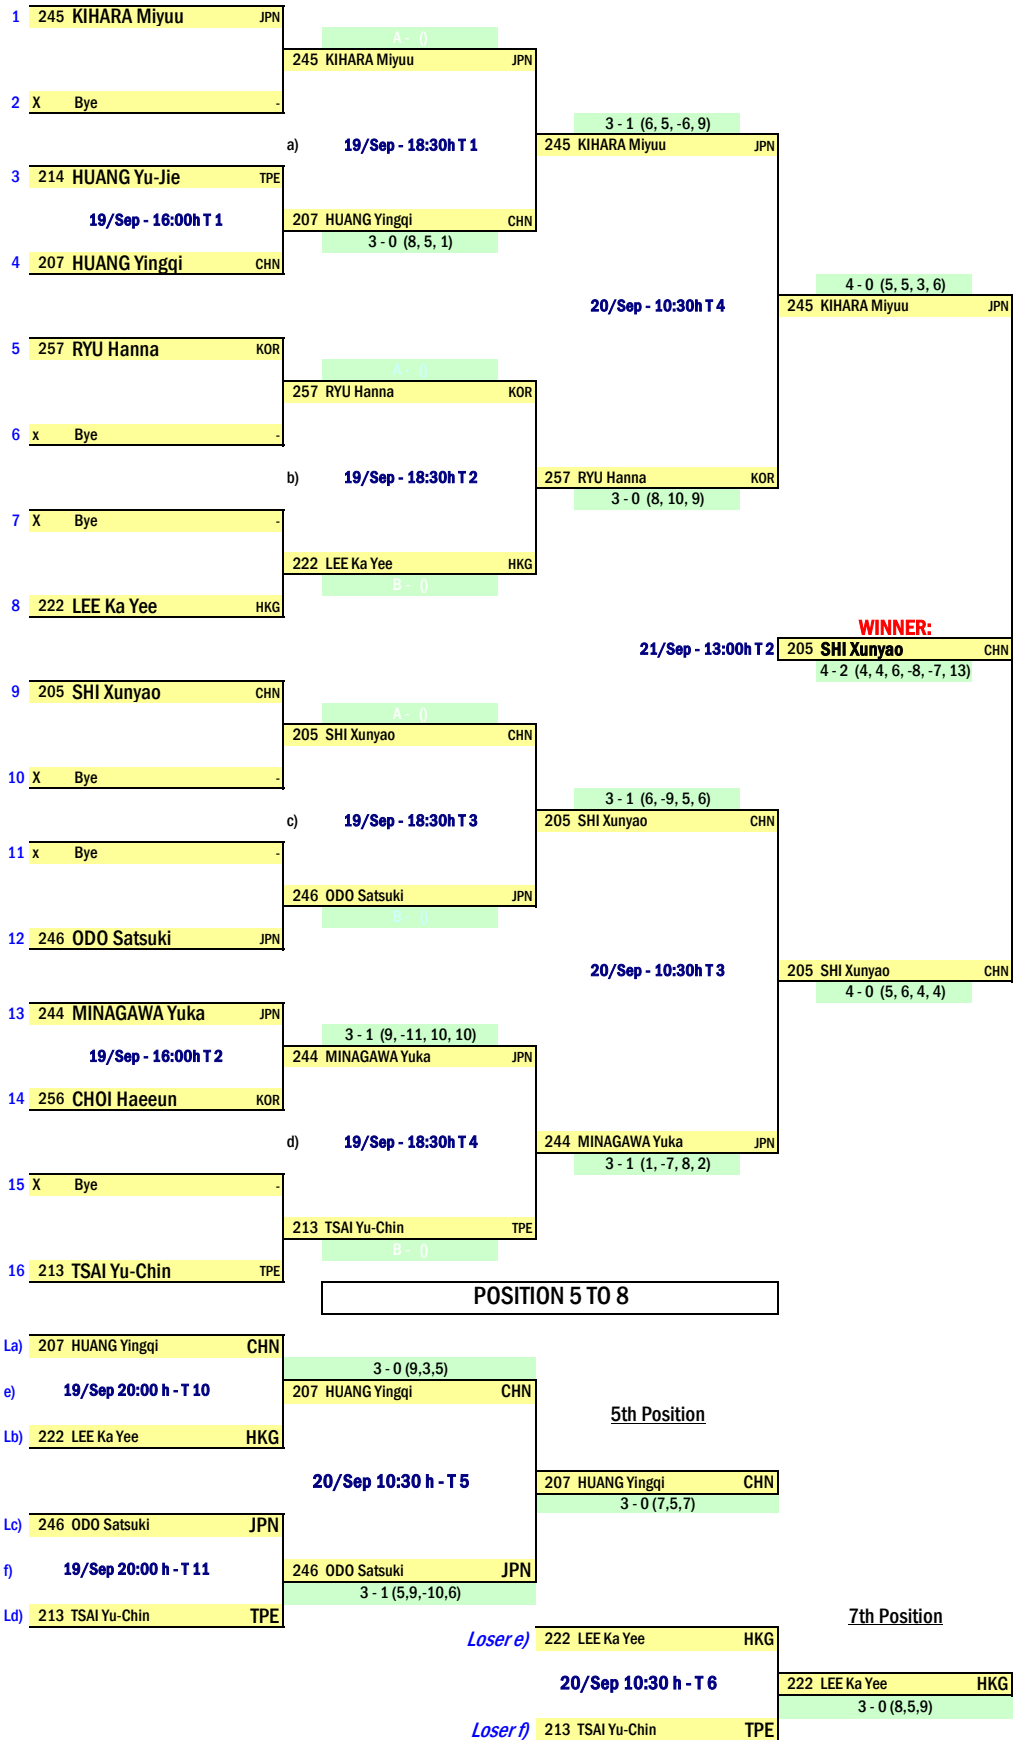 1 245 KIHARA Miyuu JPN
A - ()
245 KIHARA Miyuu JPN
2 X Bye -
3 - 1 (6, 5, -6, 9)
a) 19/Sep - 18:30h T 1
245 KIHARA Miyuu JPN
3 214 HUANG Yu-Jie TPE
19/Sep - 16:00h T 1
207 HUANG Yingqi CHN
3 - 0 (8, 5, 1)
4 207 HUANG Yingqi CHN
4 - 0 (5, 5, 3, 6)
20/Sep - 10:30h T 4
245 KIHARA Miyuu JPN
5 257 RYU Hanna KOR
A - ()
257 RYU Hanna KOR
6 x Bye -
b) 19/Sep - 18:30h T 2
257 RYU Hanna KOR
3 - 0 (8, 10, 9)
7 X Bye -
222 LEE Ka Yee HKG
B - ()
8 222 LEE Ka Yee HKG
WINNER:
21/Sep - 13:00h T 2
205 SHI Xunyao CHN
4 - 2 (4, 4, 6, -8, -7, 13)
9 205 SHI Xunyao CHN
A - ()
205 SHI Xunyao CHN
10 X Bye -
3 - 1 (6, -9, 5, 6)
c) 19/Sep - 18:30h T 3
205 SHI Xunyao CHN
11 x Bye -
246 ODO Satsuki JPN
B - ()
12 246 ODO Satsuki JPN
20/Sep - 10:30h T 3
205 SHI Xunyao CHN
4 - 0 (5, 6, 4, 4)
13 244 MINAGAWA Yuka JPN
3 - 1 (9, -11, 10, 10)
19/Sep - 16:00h T 2
244 MINAGAWA Yuka JPN
14 256 CHOI Haeeun KOR
d) 19/Sep - 18:30h T 4
244 MINAGAWA Yuka JPN
3 - 1 (1, -7, 8, 2)
15 X Bye -
213 TSAI Yu-Chin TPE
B - ()
16 213 TSAI Yu-Chin TPE
POSITION 5 TO 8
La) 207 HUANG Yingqi CHN
3 - 0 (9,3,5)
e) 19/Sep 20:00 h - T 10
207 HUANG Yingqi CHN
5th Position
Lb) 222 LEE Ka Yee HKG
20/Sep 10:30 h - T 5
207 HUANG Yingqi CHN
3 - 0 (7,5,7)
Lc) 246 ODO Satsuki JPN
f) 19/Sep 20:00 h - T 11
246 ODO Satsuki JPN
3 - 1 (5,9,-10,6)
Ld) 213 TSAI Yu-Chin TPE
7th Position
Loser e) 222 LEE Ka Yee HKG
20/Sep 10:30 h - T 6
222 LEE Ka Yee HKG
3 - 0 (8,5,9)
Loser f) 213 TSAI Yu-Chin TPE